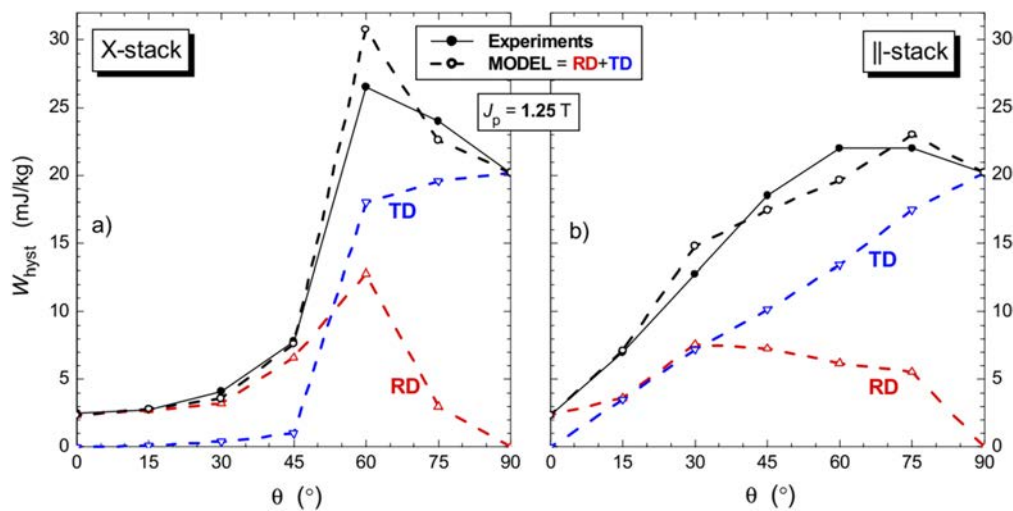 X-stack
Experiments
MODEL = RD+TD
||-stack
Jp = 1.25 T
30
25
20
15
10
5
0
Whyst (mJ/kg)
a)
TD
RD
0 15 30 45 60 75 90
θ (°)
b)
TD
RD
30
25
20
15
10
5
0
0 15 30 45 60 75 90
θ (°)